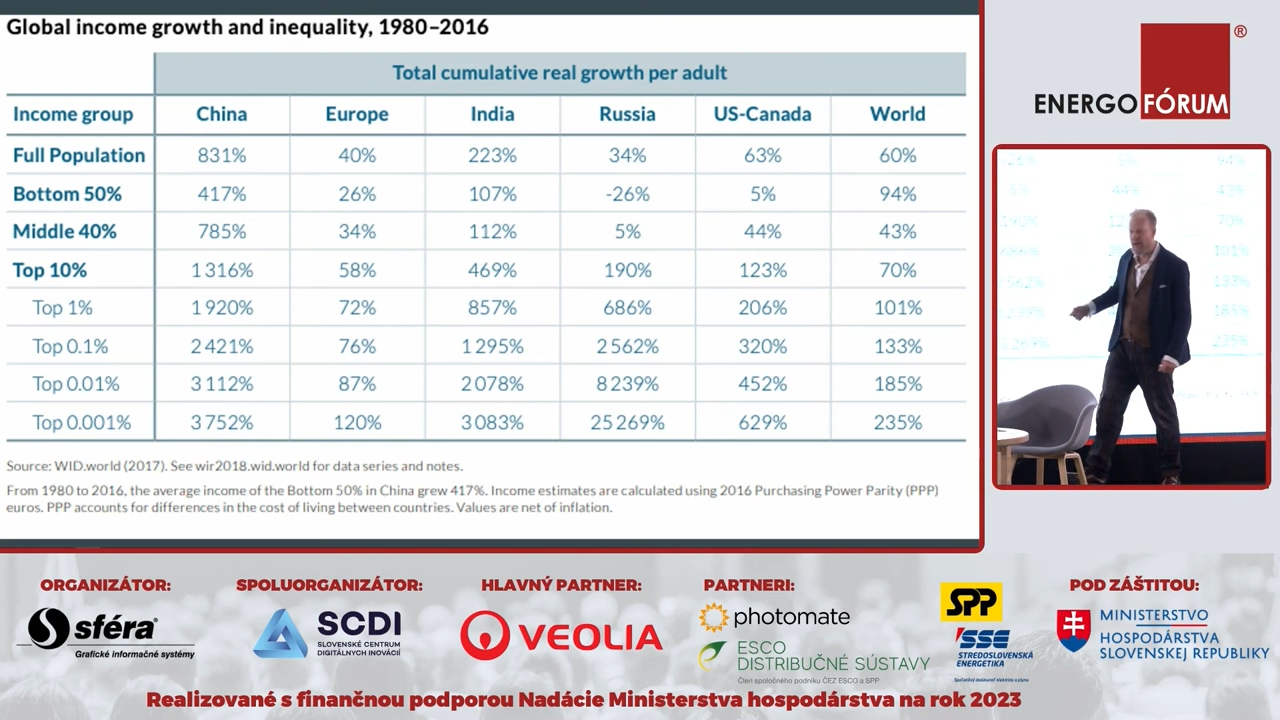 Global income growth and inequality, 1980–2016
Total cumulative real growth per adult
Income group China Europe India Russia US-Canada World
Full Population 831% 40% 223% 34% 63% 60%
Bottom 50% 417% 26% 107% -26% 5% 94%
Middle 40% 785% 34% 112% 5% 44% 43%
Top 10% 1 316% 58% 469% 190% 123% 70%
Top 1% 1 920% 72% 857% 686% 206% 101%
Top 0.1% 2 421% 76% 1 295% 2 562% 320% 133%
Top 0.01% 3 112% 87% 2 078% 8 239% 452% 185%
Top 0.001% 3 752% 120% 3 083% 25 269% 629% 235%
Source: WID.world (2017). See wir2018.wid.world for data series and notes.
From 1980 to 2016, the average income of the Bottom 50% in China grew 417%. Income estimates are calculated using 2016 Purchasing Power Parity (PPP)
euros. PPP accounts for differences in the cost of living between countries. Values are net of inflation.
ENERGOFÓRUM®
44%
43%
70%
101%
133%
185%
235%
ORGANIZÁTOR:
sféra®
Grafické informačné systémy
SPOLUORGANIZÁTOR:
SCDI
SLOVENSKÉ CENTRUM
DIGITÁLNYCH INOVÁCIÍ
HLAVNÝ PARTNER:
VEOLIA
PARTNERI:
photomate
ESCO
DISTRIBUČNÉ SÚSTAVY
Člen spoločného podniku ČEZ ESCO a SPP
SPP
SSE
STREDOSLOVENSKÁ
ENERGETIKA
POD ZÁŠTITOU:
MINISTERSTVO
HOSPODÁRSTVA
SLOVENSKEJ REPUBLIKY
Realizované s finančnou podporou Nadácie Ministerstva hospodárstva na rok 2023